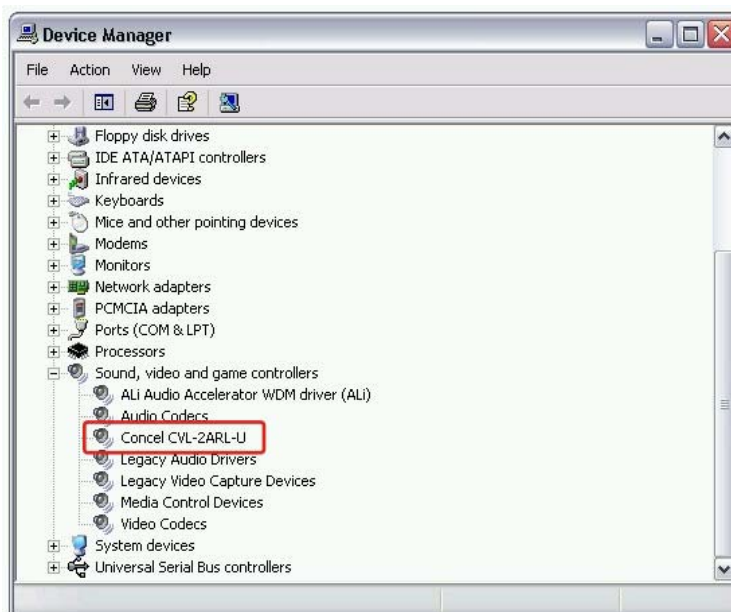 Device Manager
File Action View Help
Floppy disk drives
IDE ATA/ATAPI controllers
Infrared devices
Keyboards
Mice and other pointing devices
Modems
Monitors
Network adapters
PCMCIA adapters
Ports (COM & LPT)
Processors
Sound, video and game controllers
ALi Audio Accelerator WDM driver (ALi)
Audio Codecs
Concel CVL-2ARL-U
Legacy Audio Drivers
Legacy Video Capture Devices
Media Control Devices
Video Codecs
System devices
Universal Serial Bus controllers